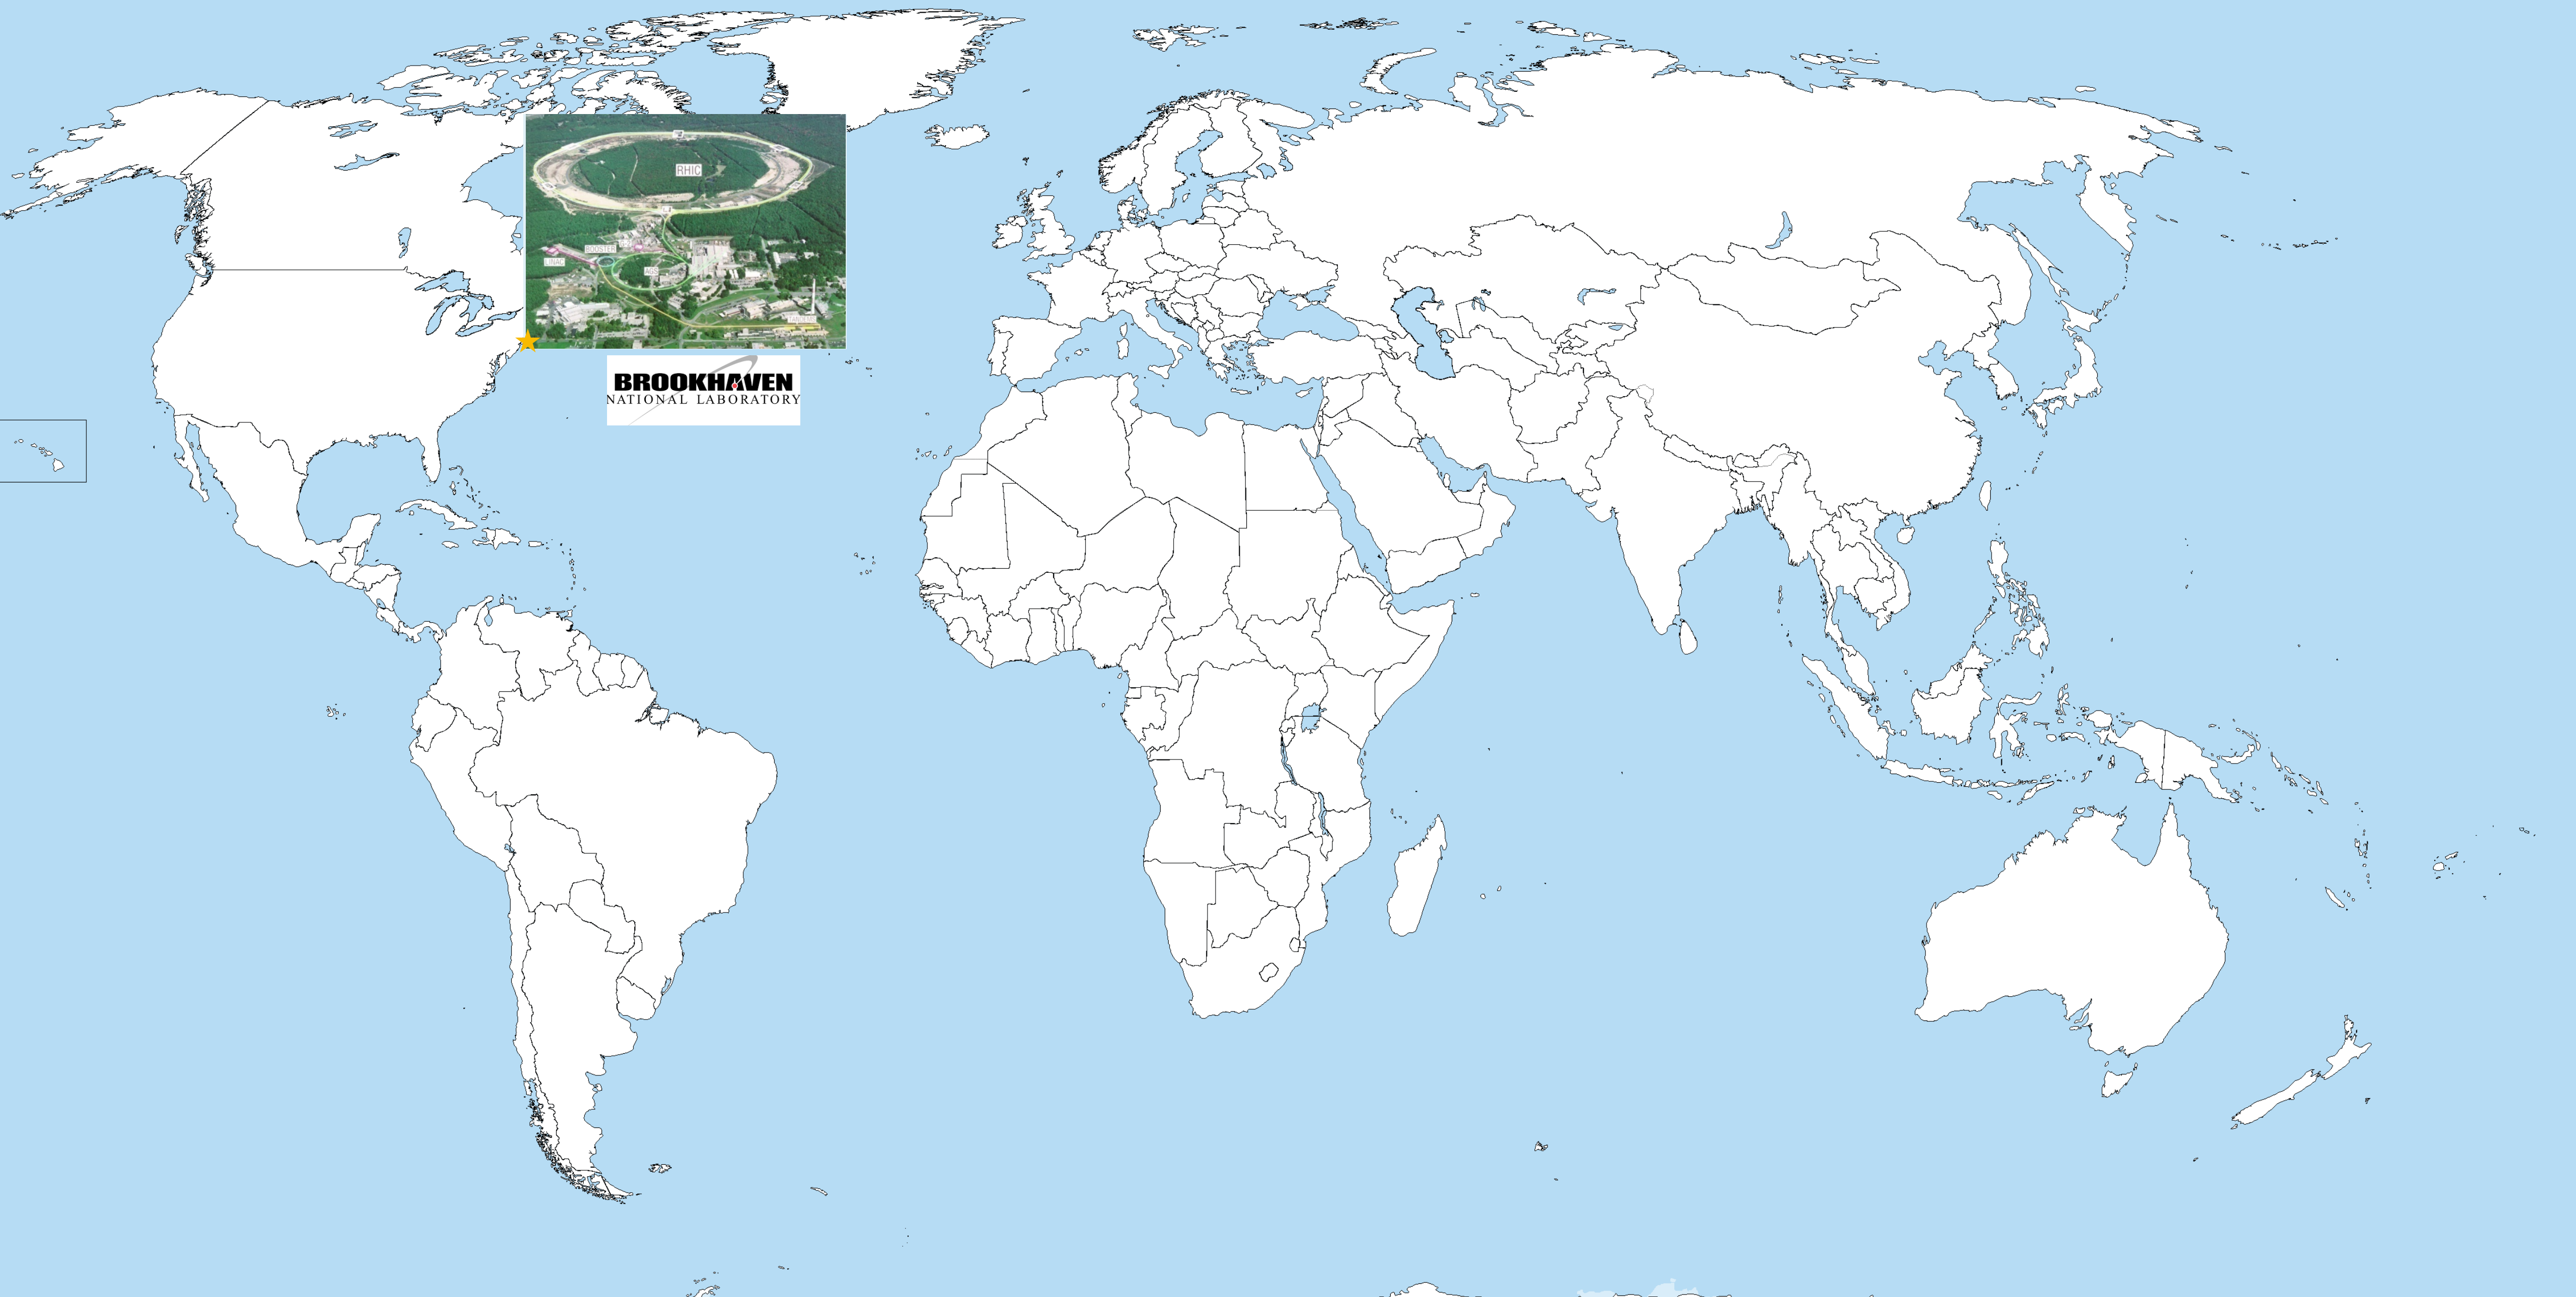 RHIC
BOOSTER
LINAC
AGS
BROOKHAVEN
NATIONAL LABORATORY